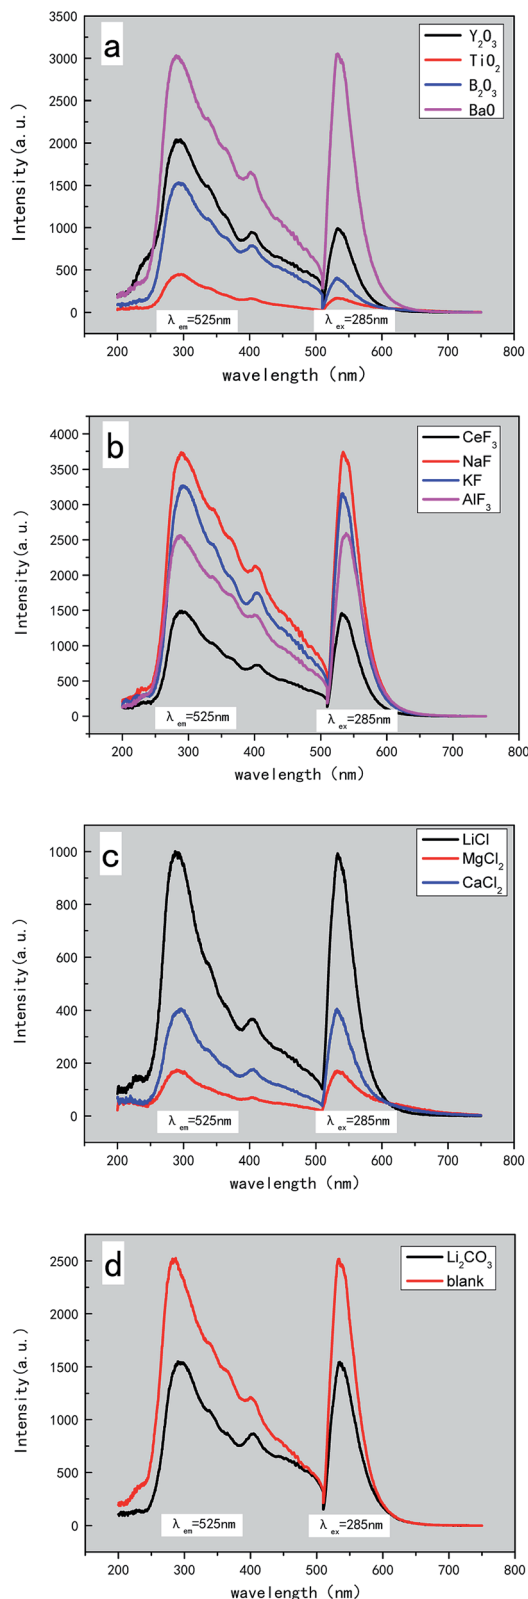 a
Y2O3
TiO2
B2O3
BaO
3500
3000
2500
2000
1500
1000
500
0
Intensity(a.u.)
λem=525nm
λex=285nm
200 300 400 500 600 700 800
wavelength (nm)
b
CeF3
NaF
KF
AlF3
4000
3500
3000
2500
2000
1500
1000
500
0
Intensity(a.u.)
λem=525nm
λex=285nm
200 300 400 500 600 700 800
wavelength (nm)
c
LiCl
MgCl2
CaCl2
1000
800
600
400
200
0
Intensity(a.u.)
λem=525nm
λex=285nm
200 300 400 500 600 700 800
wavelength (nm)
d
Li2CO3
blank
2500
2000
1500
1000
500
0
Intensity(a.u.)
λem=525nm
λex=285nm
200 300 400 500 600 700 800
wavelength (nm)